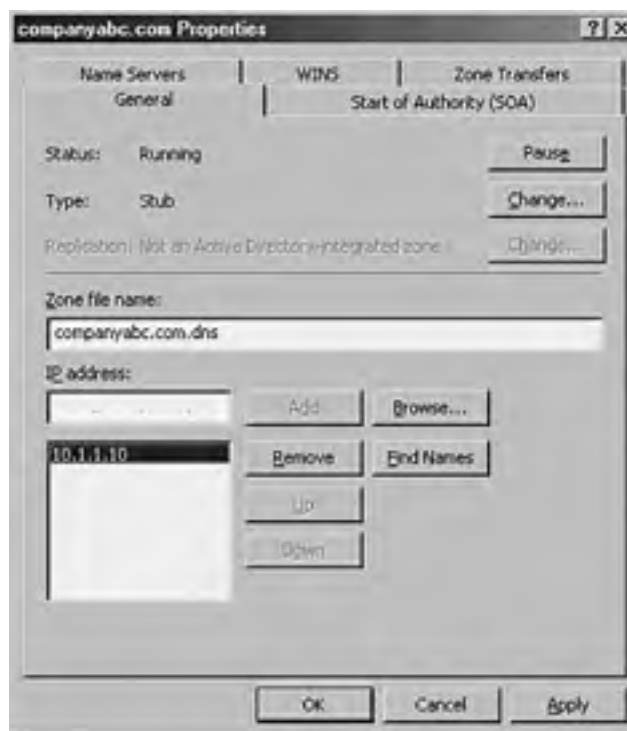 companyabc.com Properties ? X
Name Servers WINS Zone Transfers
General Start of Authority (SOA)
Status: Running Pause
Type: Stub Change...
Replication: Not an Active Directory-integrated zone Change...
Zone file name:
companyabc.com.dns
IP address:
. . . Add Browse...
10.1.1.10 Remove Find Names
Up
Down
OK Cancel Apply